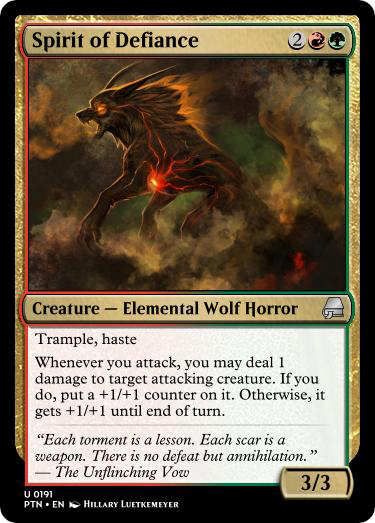 Spirit of Defiance 2
Creature — Elemental Wolf Horror
Trample, haste
Whenever you attack, you may deal 1
damage to target attacking creature. If you
do, put a +1/+1 counter on it. Otherwise, it
gets +1/+1 until end of turn.
“Each torment is a lesson. Each scar is a
weapon. There is no defeat but annihilation.”
— The Unflinching Vow
3/3
U 0191
PTN • EN Hillary Luetkemeyer